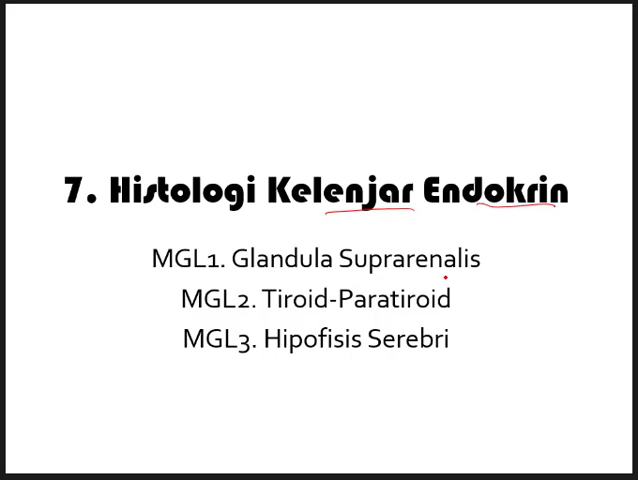 7. Histologi Kelenjar Endokrin
MGL1. Glandula Suprarenalis
MGL2. Tiroid-Paratiroid
MGL3. Hipofisis Serebri